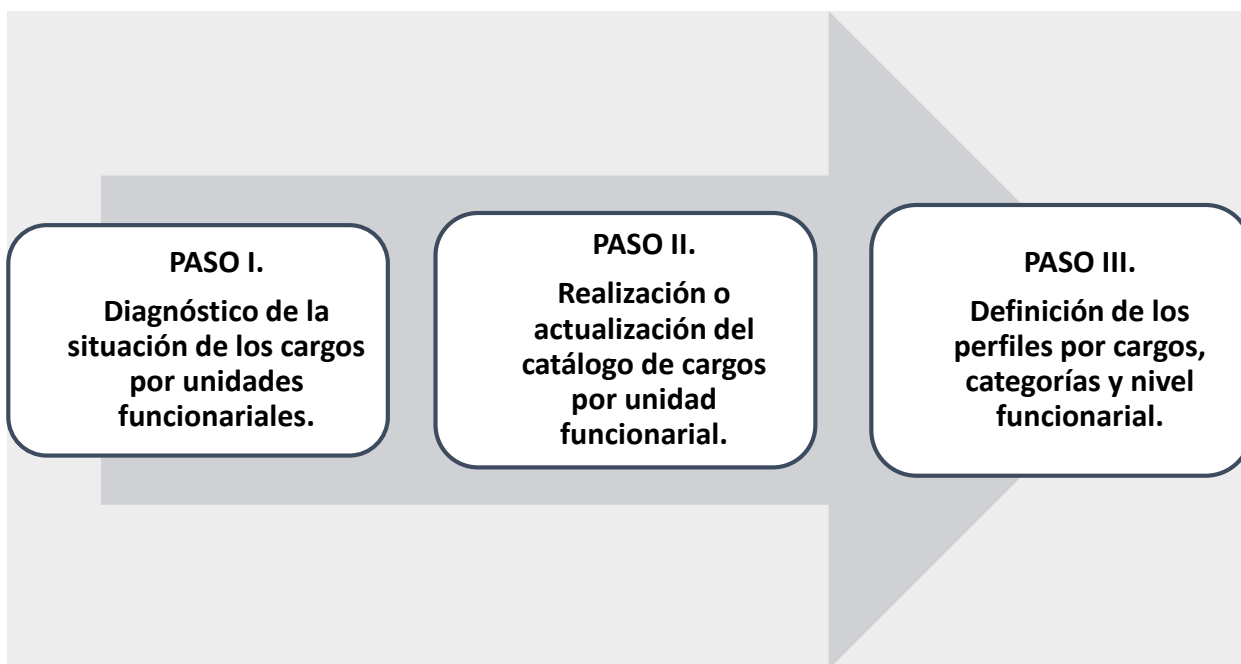 PASO I.
Diagnóstico de la
situación de los cargos
por unidades
funcionariales.
PASO II.
Realización o
actualización del
catálogo de cargos
por unidad
funcionarial.
PASO III.
Definición de los
perfiles por cargos,
categorías y nivel
funcionarial.